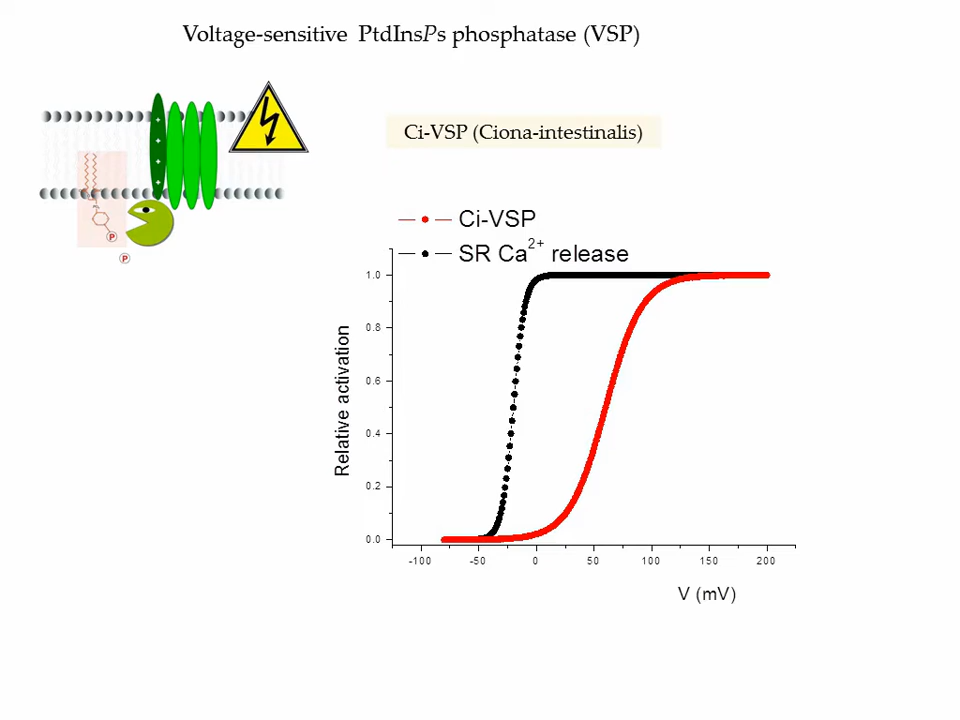 Voltage-sensitive PtdInsPs phosphatase (VSP)
Ci-VSP (Ciona-intestinalis)
Ci-VSP
SR Ca2+ release
P
P
++++
Relative activation
1.0
0.8
0.6
0.4
0.2
0.0
-100 -50 0 50 100 150 200
V (mV)